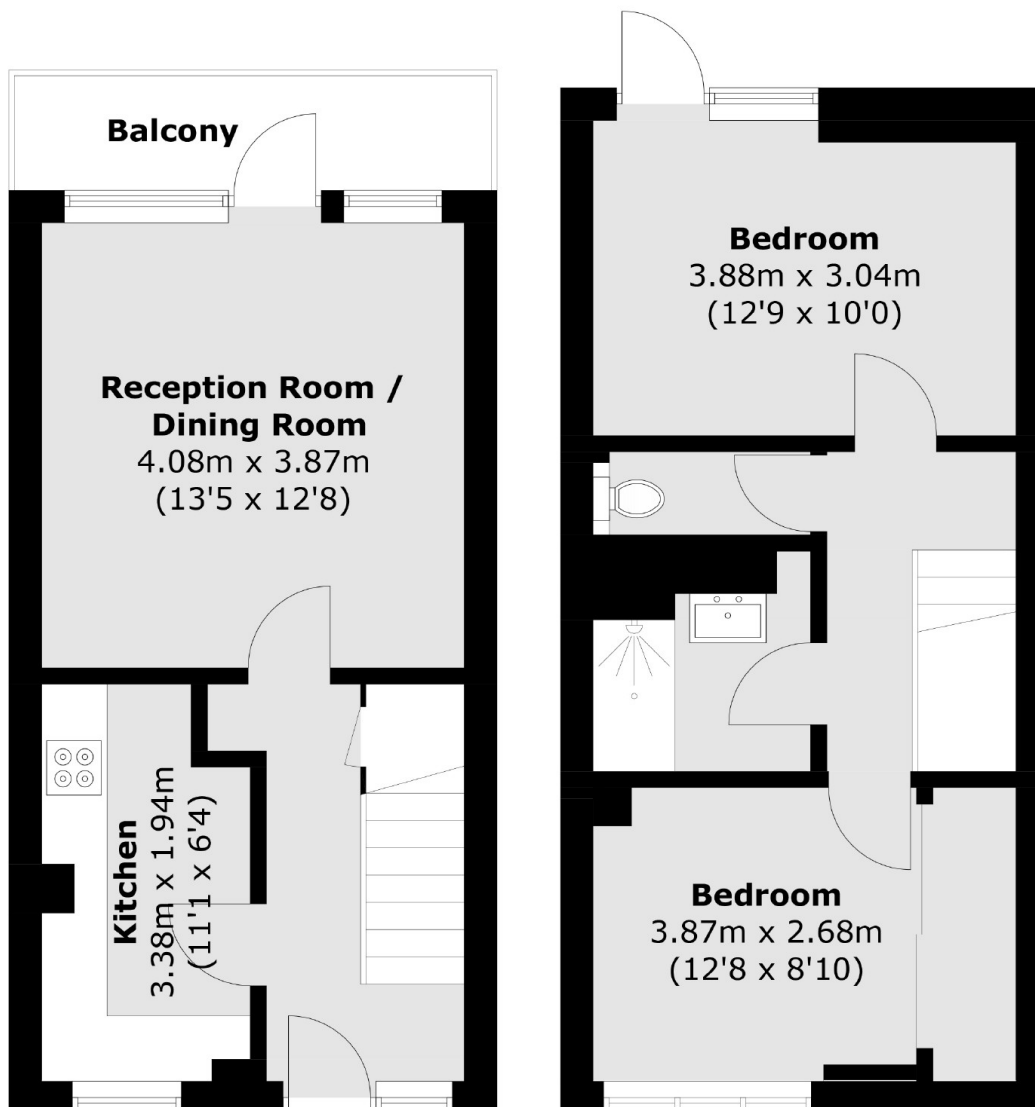 Balcony
Reception Room /
Dining Room
4.08m x 3.87m
(13'5 x 12'8)
Kitchen
3.38m x 1.94m
(11'1 x 6'4)
Bedroom
3.88m x 3.04m
(12'9 x 10'0)
Bedroom
3.87m x 2.68m
(12'8 x 8'10)